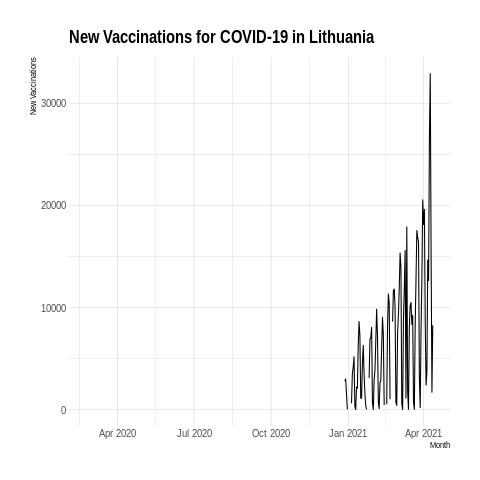 New Vaccinations for COVID-19 in Lithuania
New Vaccinations
30000
20000
10000
0
Apr 2020 Jul 2020 Oct 2020 Jan 2021 Apr 2021
Month